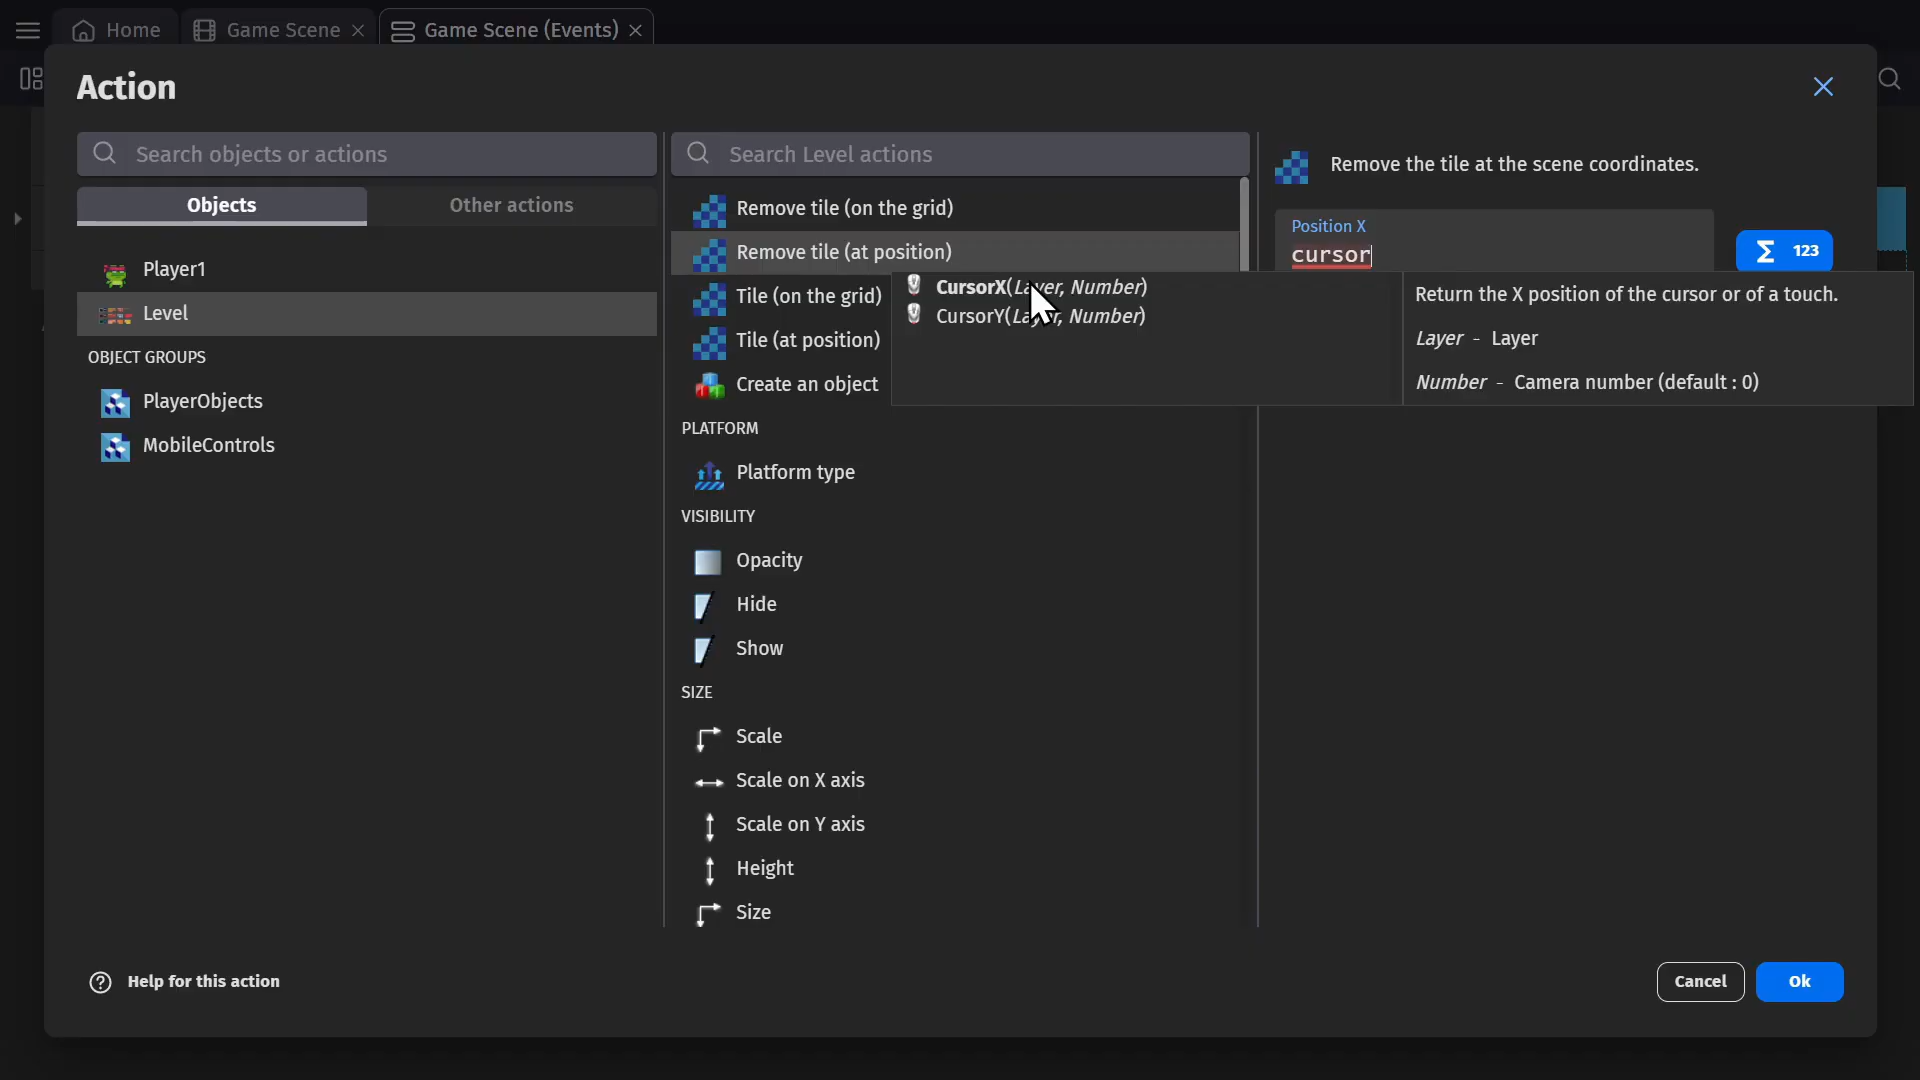 Home
Game Scene
Game Scene (Events)
Action
Search objects or actions
Objects
Other actions
Player1
Level
OBJECT GROUPS
PlayerObjects
MobileControls
Search Level actions
Remove tile (on the grid)
Remove tile (at position)
Tile (on the grid)
Tile (at position)
Create an object
PLATFORM
Platform type
VISIBILITY
Opacity
Hide
Show
SIZE
Scale
Scale on X axis
Scale on Y axis
Height
Size
Remove the tile at the scene coordinates.
Position X
cursor
123
CursorX(Layer, Number)
CursorY(Layer, Number)
Return the X position of the cursor or of a touch.
Layer - Layer
Number - Camera number (default : 0)
Help for this action
Cancel
Ok